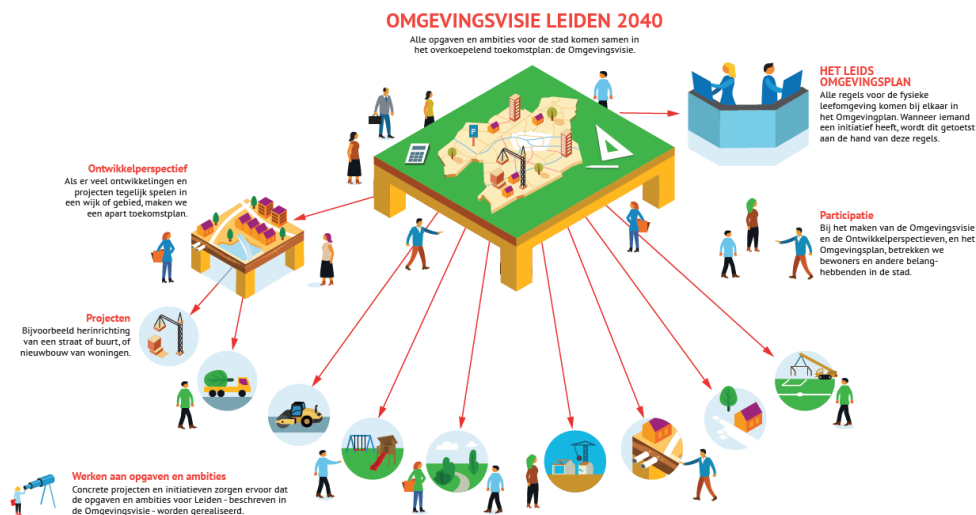 OMGEVINGSVISIE LEIDEN 2040
Alle opgaven en ambities voor de stad komen samen in
het overkoepelend toekomstplan: de Omgevingsvisie.
HET LEIDS
OMGEVINGSPLAN
Alle regels voor de fysieke
leefomgeving komen bij elkaar in
het Omgevingplan. Wanneer iemand
een initiatief heeft, wordt dit getoetst
aan de hand van deze regels.
P
Ontwikkelperspectief
Als er veel ontwikkelingen en
projecten tegelijk spelen in
een wijk of gebied, maken we
een apart toekomstplan.
Participatie
Bij het maken van de Omgevingsvisie
en de Ontwikkelperspectieven, en het
Omgevingsplan, betrekken we
bewoners en andere belang-
hebbenden in de stad.
Projecten
Bijvoorbeeld herinrichting
van een straat of buurt, of
nieuwbouw van woningen.
Werken aan opgaven en ambities
Concrete projecten en initiatieven zorgen ervoor dat
de opgaven en ambities voor Leiden - beschreven in
de Omgevingsvisie - worden gerealiseerd.